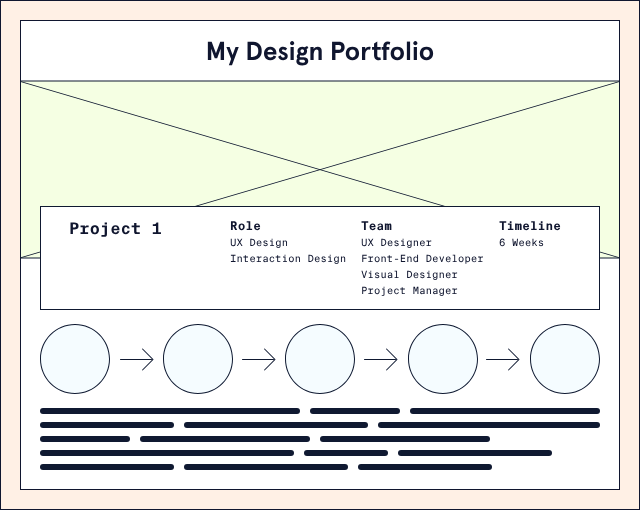 My Design Portfolio
Project 1
Role
UX Design
Interaction Design
Team
UX Designer
Front-End Developer
Visual Designer
Project Manager
Timeline
6 Weeks